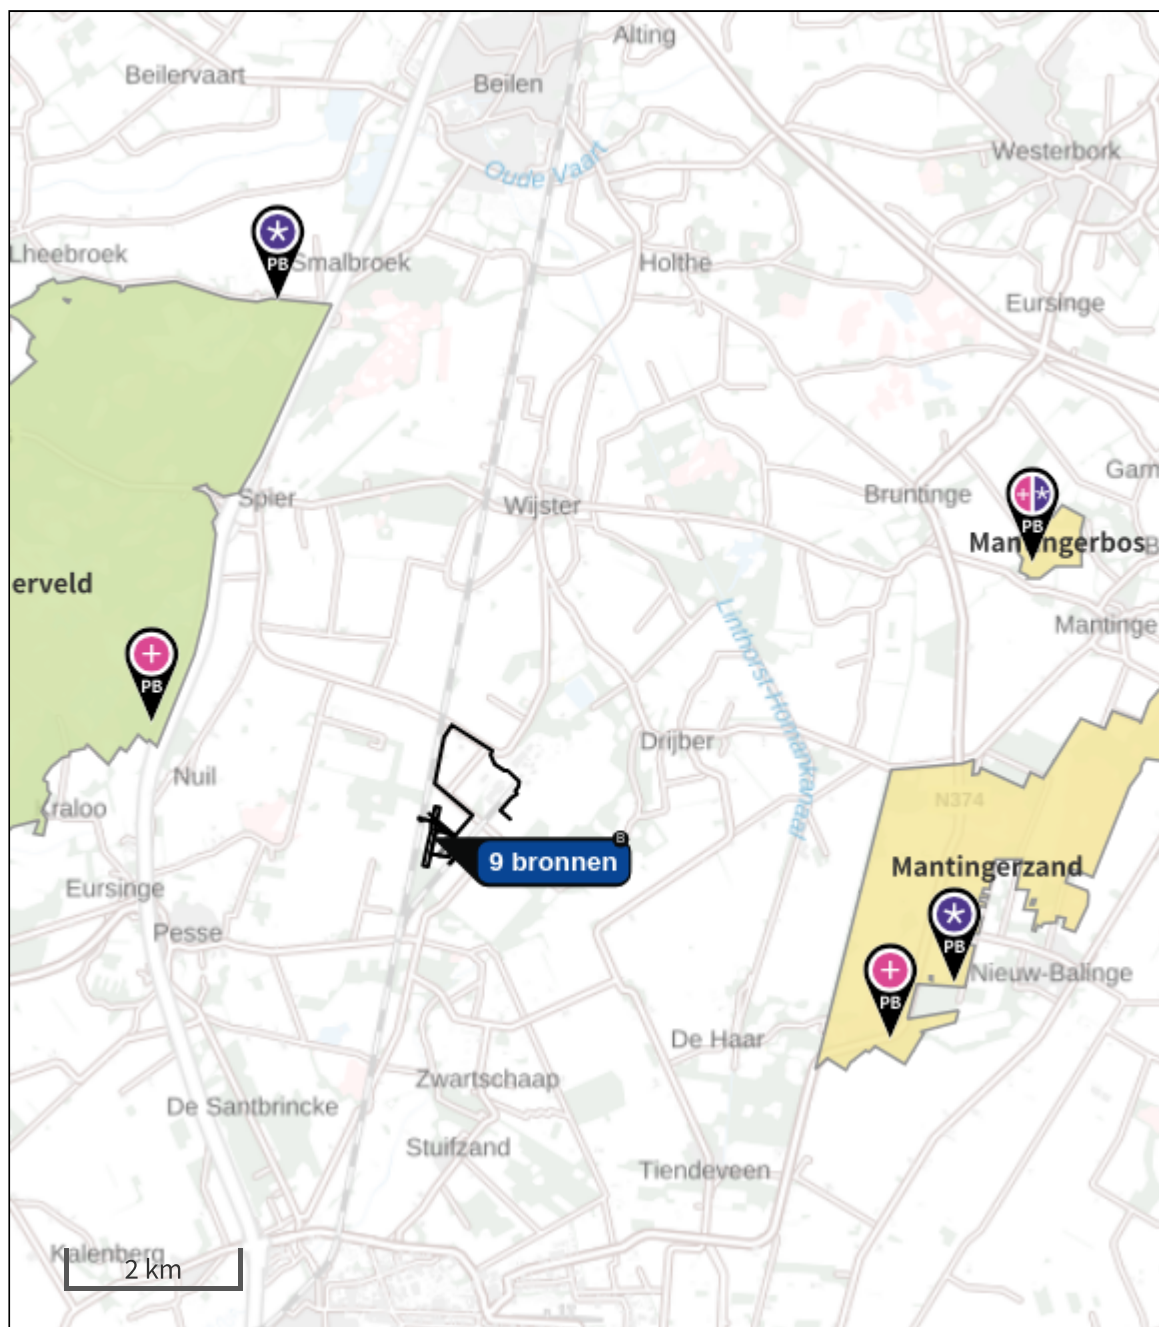 Alting
Beilervaart
Beilen
Westerbork
Oude Vaart
Lheebroek
PB
Smalbroek
Holthe
Eursinge
Gam
Spier
Wijster
Bruntinge
PB
Mantingerbos
B
erveld
Linthorst-Homankanaal
Mantinge
PB
Drijber
Nuil
N374
Kraloo
B
9 bronnen
Mantingerzand
Eursinge
Pesse
PB
Nieuw-Balinge
PB
De Haar
Zwartschaap
De Santbrincke
Stuifzand
Tiendeveen
Kalenberg
2 km